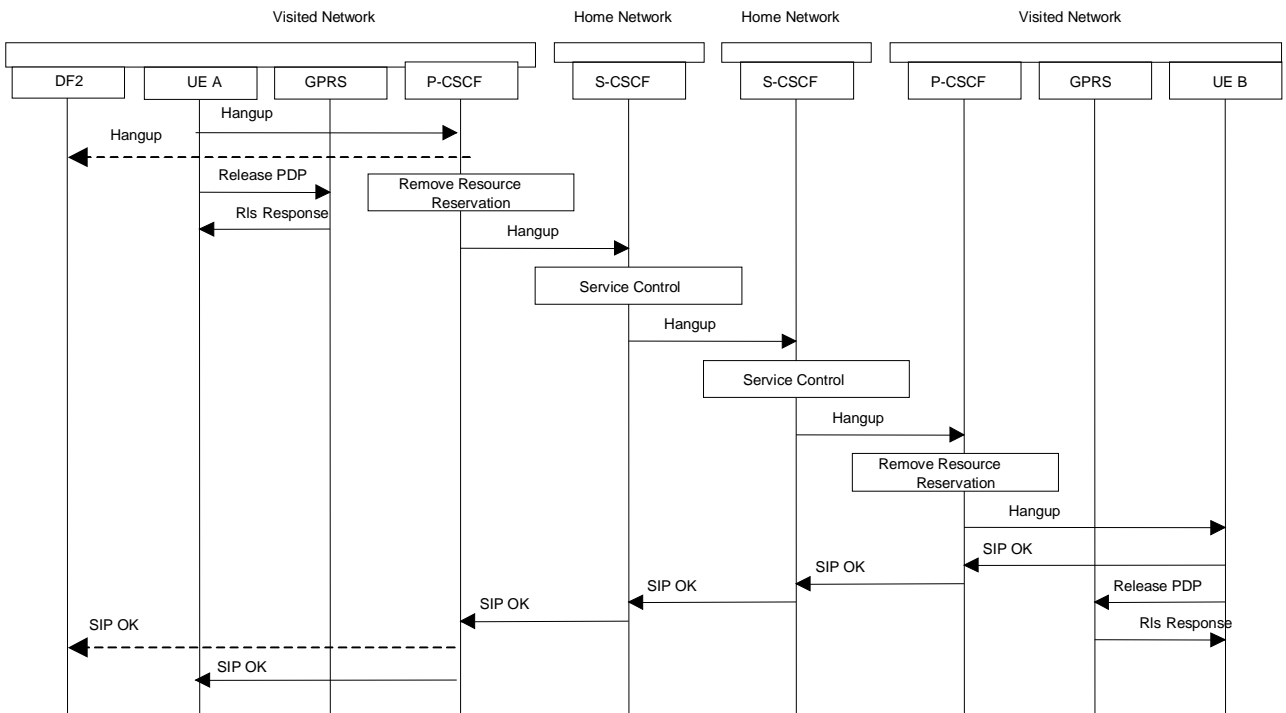 Visited Network
Home Network
Home Network
Visited Network
DF2
UE A
GPRS
P-CSCF
S-CSCF
S-CSCF
P-CSCF
GPRS
UE B
Hangup
Hangup
Release PDP
Remove Resource
Reservation
Rls Response
Hangup
Service Control
Hangup
Service Control
Hangup
Remove Resource
Reservation
Hangup
SIP OK
SIP OK
SIP OK
Release PDP
SIP OK
SIP OK
Rls Response
SIP OK